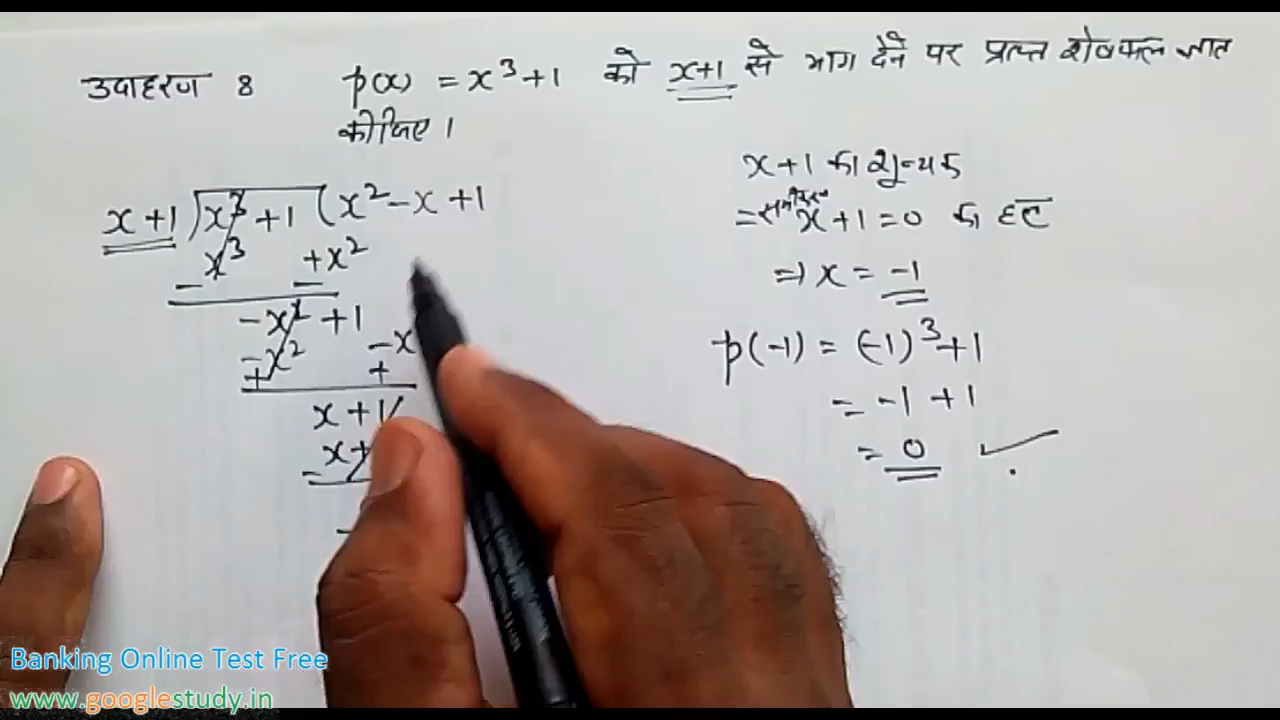 उदाहरण 8 p(x) = x³+1 को x+1 से भाग देने पर प्राप्त शेषफल ज्ञात
कीजिए।
x+1)x³+1(x²-x+1
x³ +x²
- -
-x²+1
-x² -x
+ +
x+1
x+
-
x+1 का शून्यक
= समीकरण x+1=0 का हल
⇒ x = -1
p(-1) = (-1)³+1
= -1+1
= 0 ✓
Banking Online Test Free
www.googlestudy.in